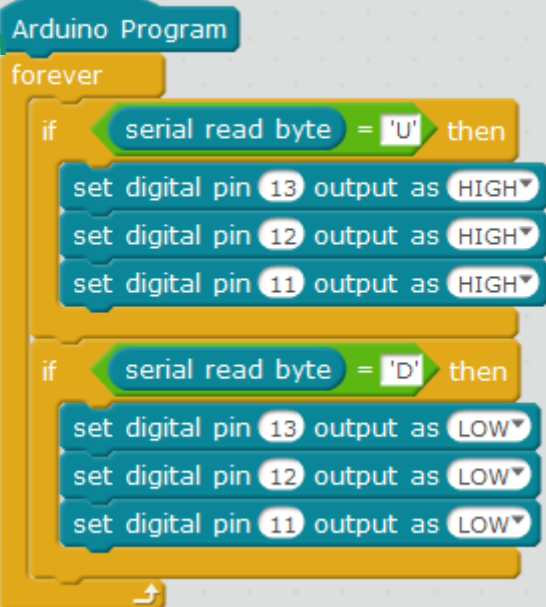 Arduino Program
forever
if serial read byte = 'U' then
set digital pin 13 output as HIGH
set digital pin 12 output as HIGH
set digital pin 11 output as HIGH
if serial read byte = 'D' then
set digital pin 13 output as LOW
set digital pin 12 output as LOW
set digital pin 11 output as LOW